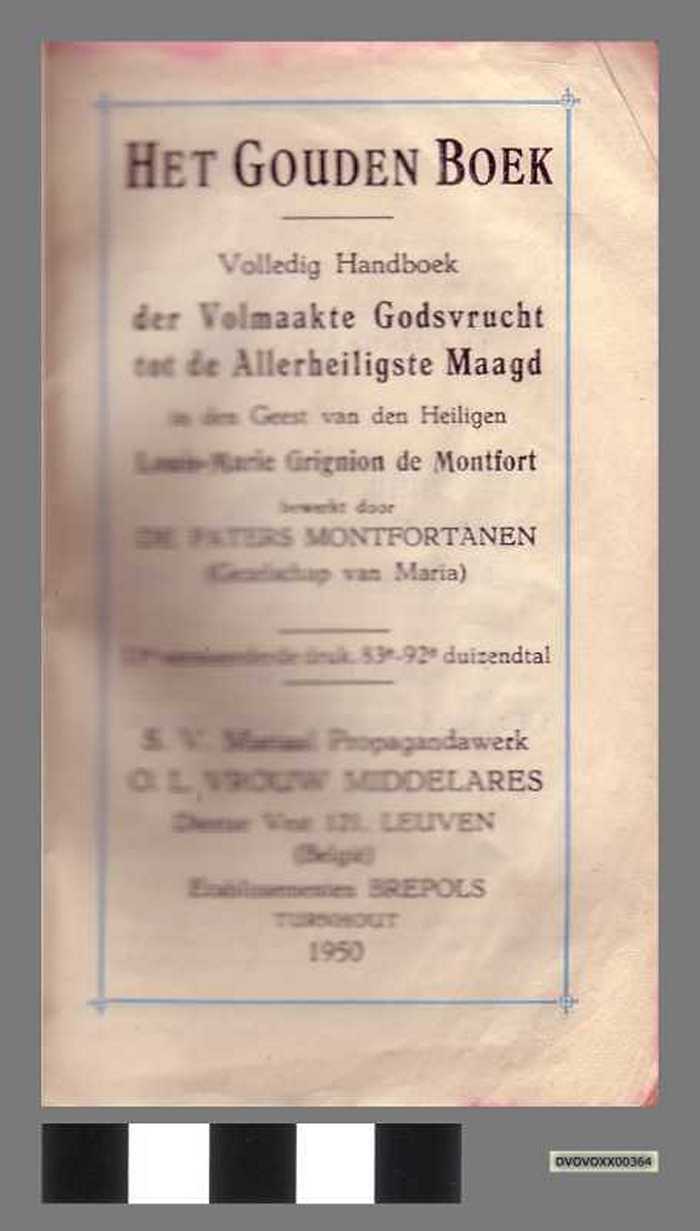 HET GOUDEN BOEK
Volledig Handboek
der Volmaakte Godsvrucht
tot de Allerheiligste Maagd
in den Geest van den Heiligen
Louis-Marie Grignion de Montfort
bewerkt door
DE PATERS MONTFORTANEN
(Gezelschap van Maria)
druk. 83e-92e duizendtal
S. V. Mariaal Propagandawerk
O. L. VROUW MIDDELARES
Diestse Vest 121, LEUVEN
(België)
Etablissementen BREPOLS
TURNHOUT
1950
OVOVOXX00364